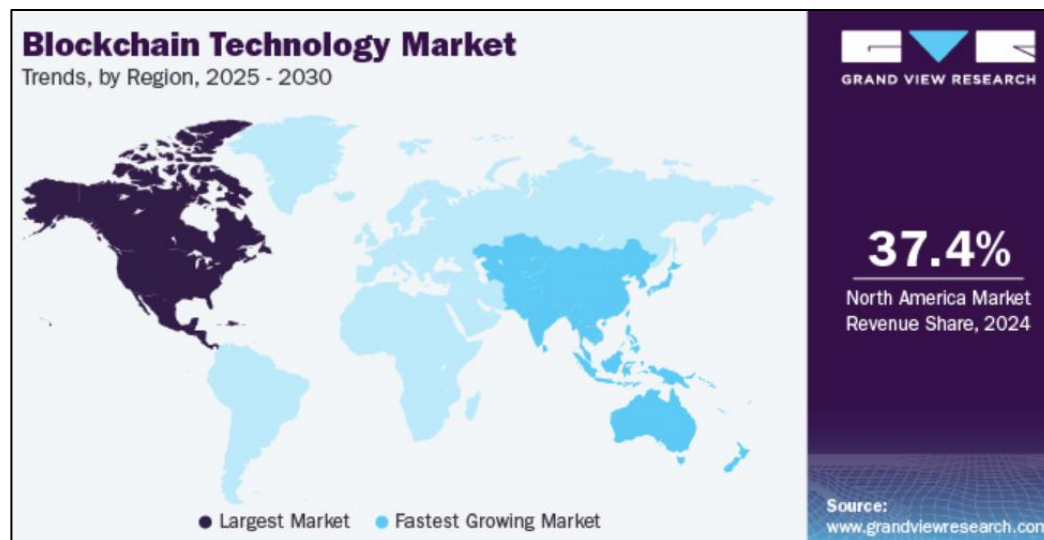 Blockchain Technology Market
Trends, by Region, 2025 - 2030
GRAND VIEW RESEARCH
37.4%
North America Market
Revenue Share, 2024
Largest Market
Fastest Growing Market
Source:
www.grandviewresearch.com